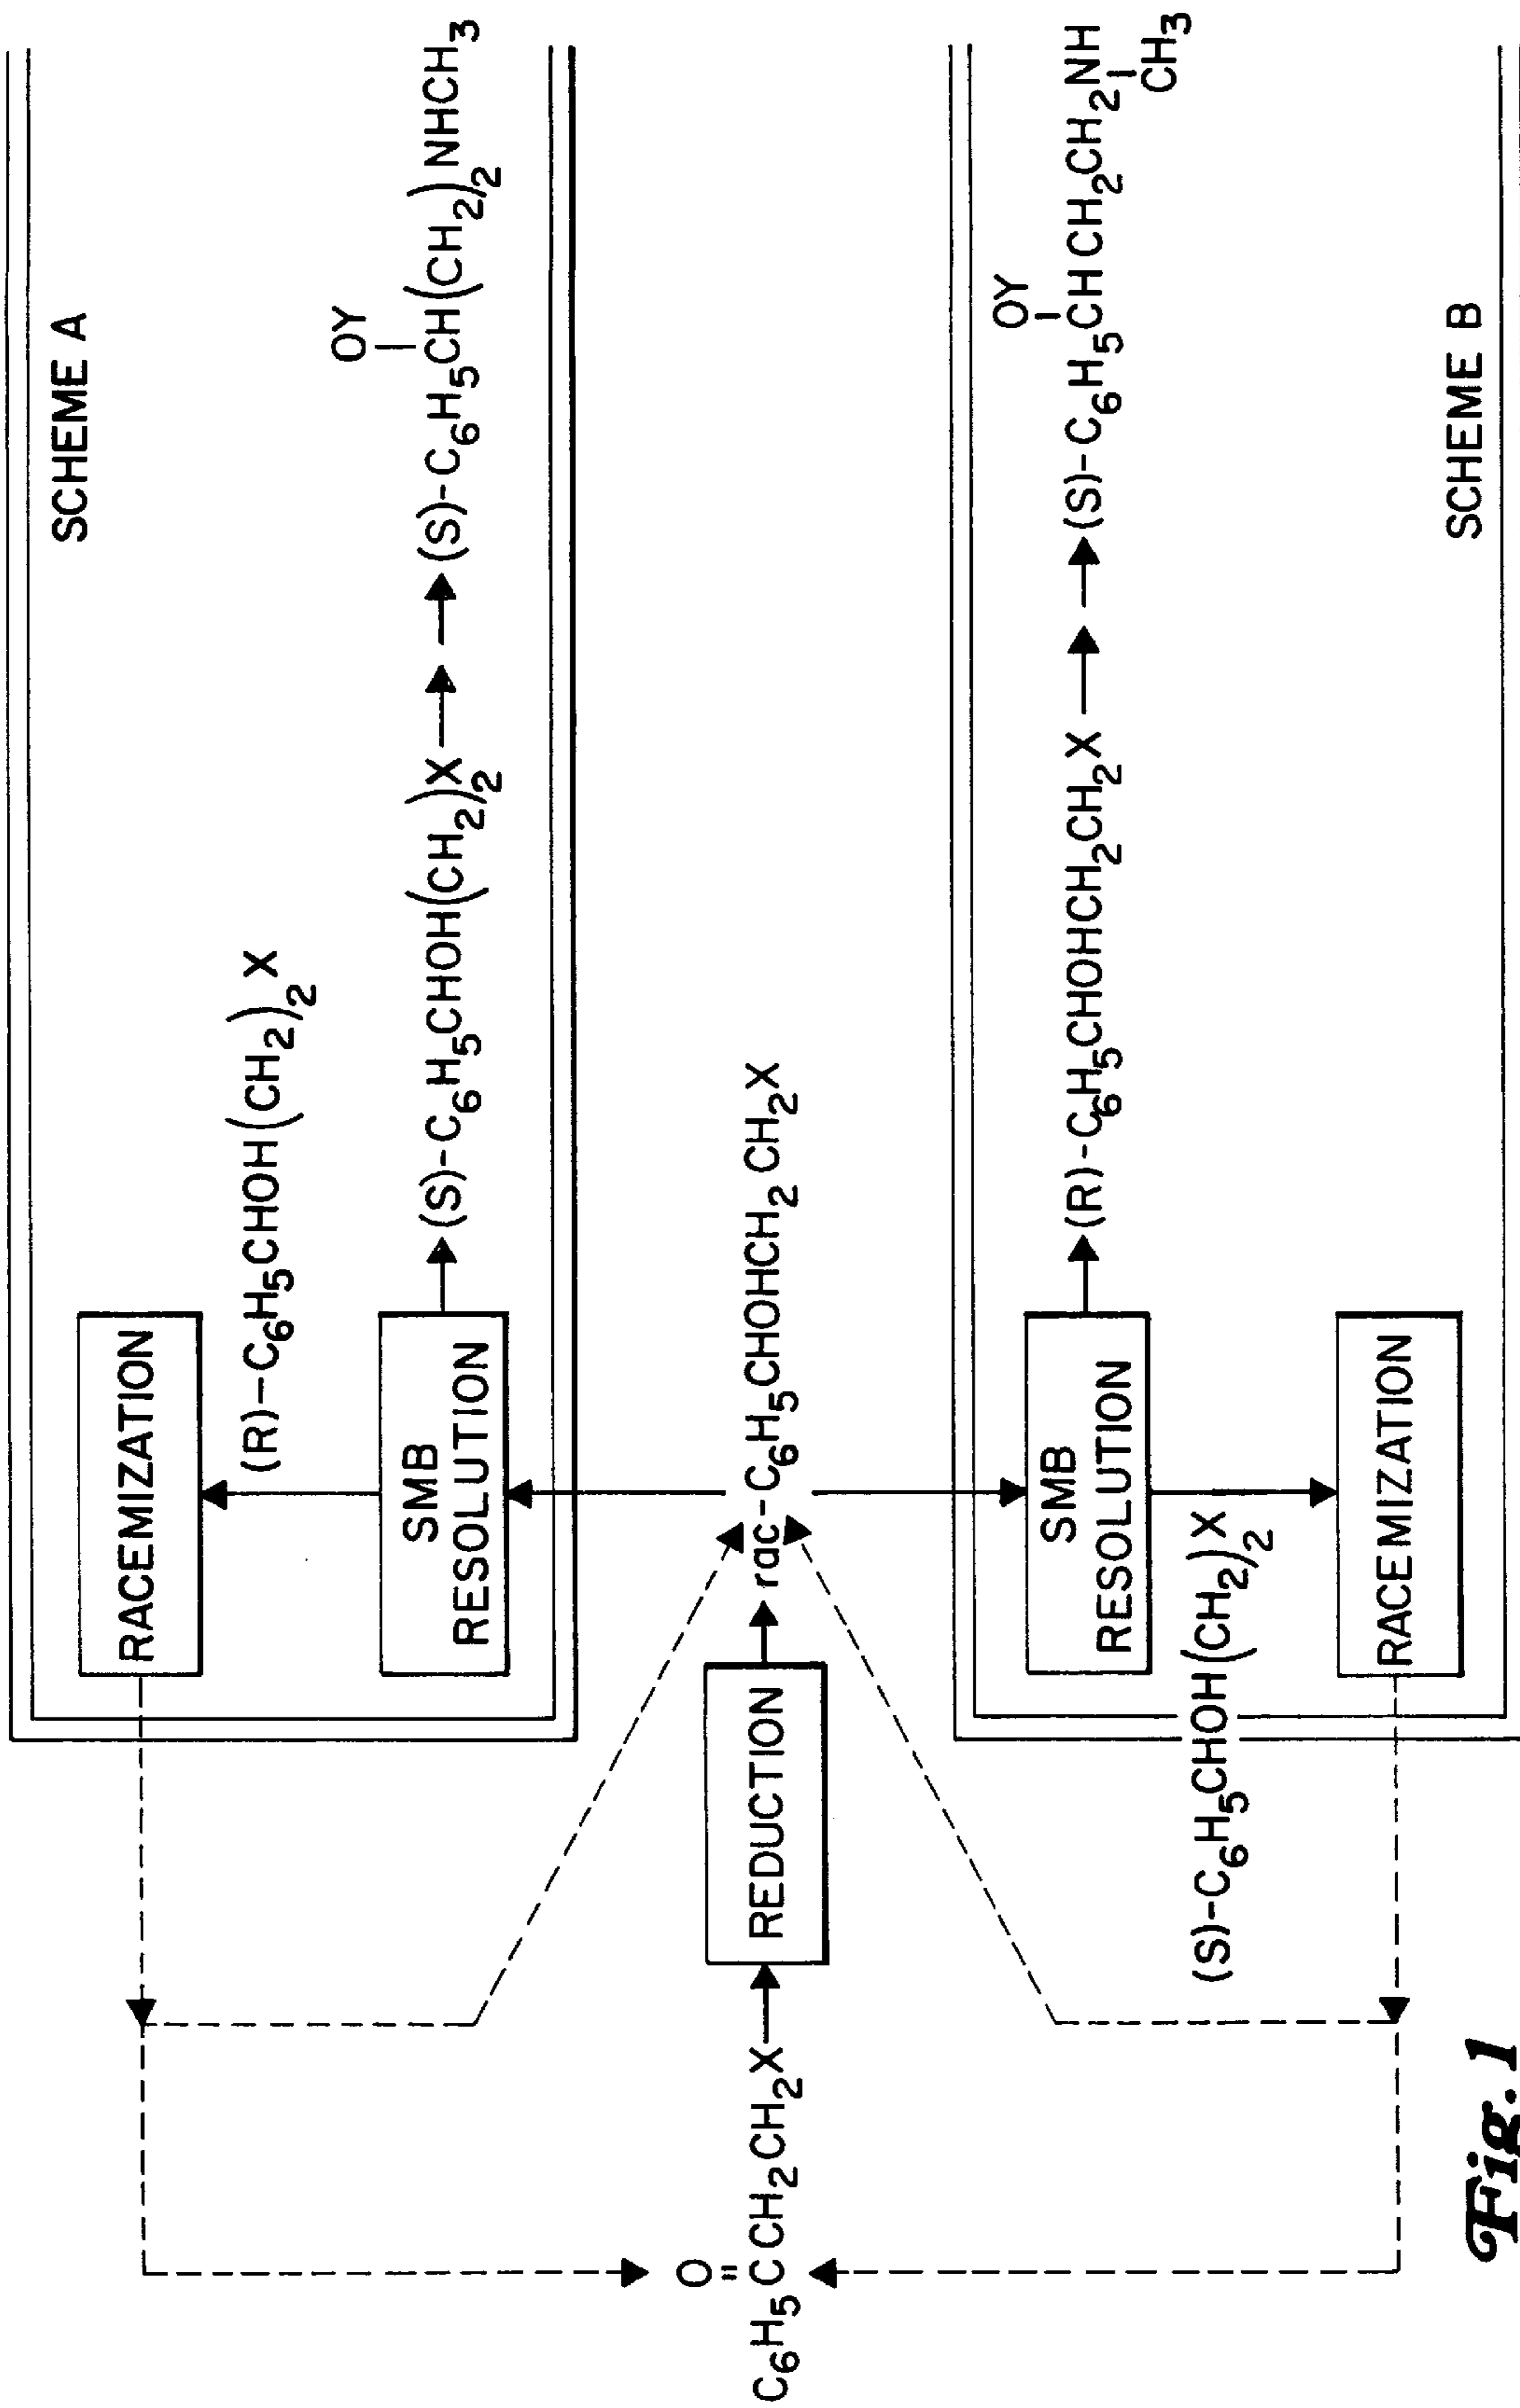 SCHEME A
RACEMIZATION
(R)-C6H5CHOH(CH2)2X
SMB
RESOLUTION
(S)-C6H5CHOH(CH2)2X
OY
(S)-C6H5CH(CH2)2NHCH3
O
C6H5CCH2CH2X
REDUCTION
rac-C6H5CHOHCH2CH2X
SMB
RESOLUTION
(R)-C6H5CHOHCH2CH2X
OY
(S)-C6H5CHCH2CH2NH
CH3
(S)-C6H5CHOH(CH2)2X
RACEMIZATION
SCHEME B
Fig. 1